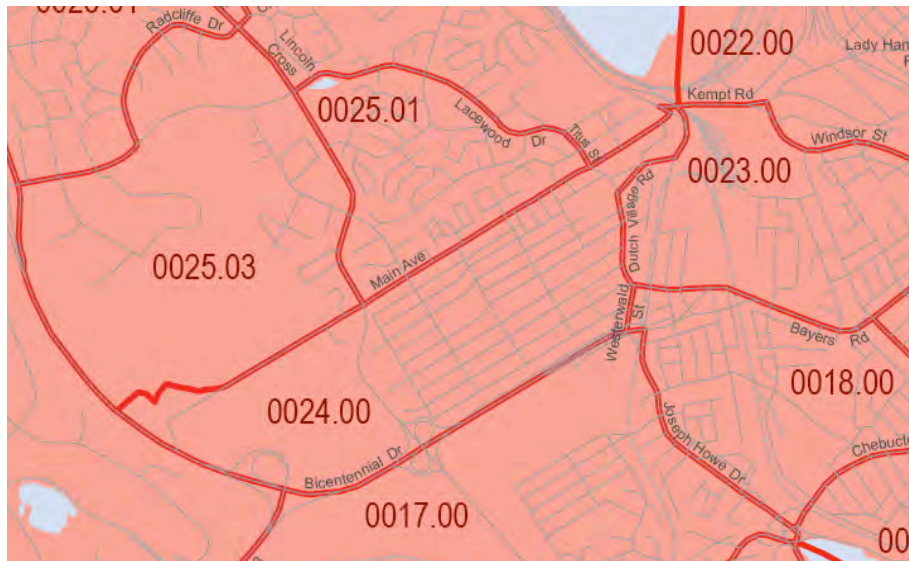 Radcliffe Dr
Lincoln
Cross
0022.00
Lady Ham
Kempt Rd
0025.01
Lacewood Dr
Titus St
Windsor St
0023.00
Dutch Village Rd
0025.03
Main Ave
Westerwald
St
Bayers Rd
0018.00
0024.00
Joseph Howe Dr
Chebucto
Bicentennial Dr
0017.00
00